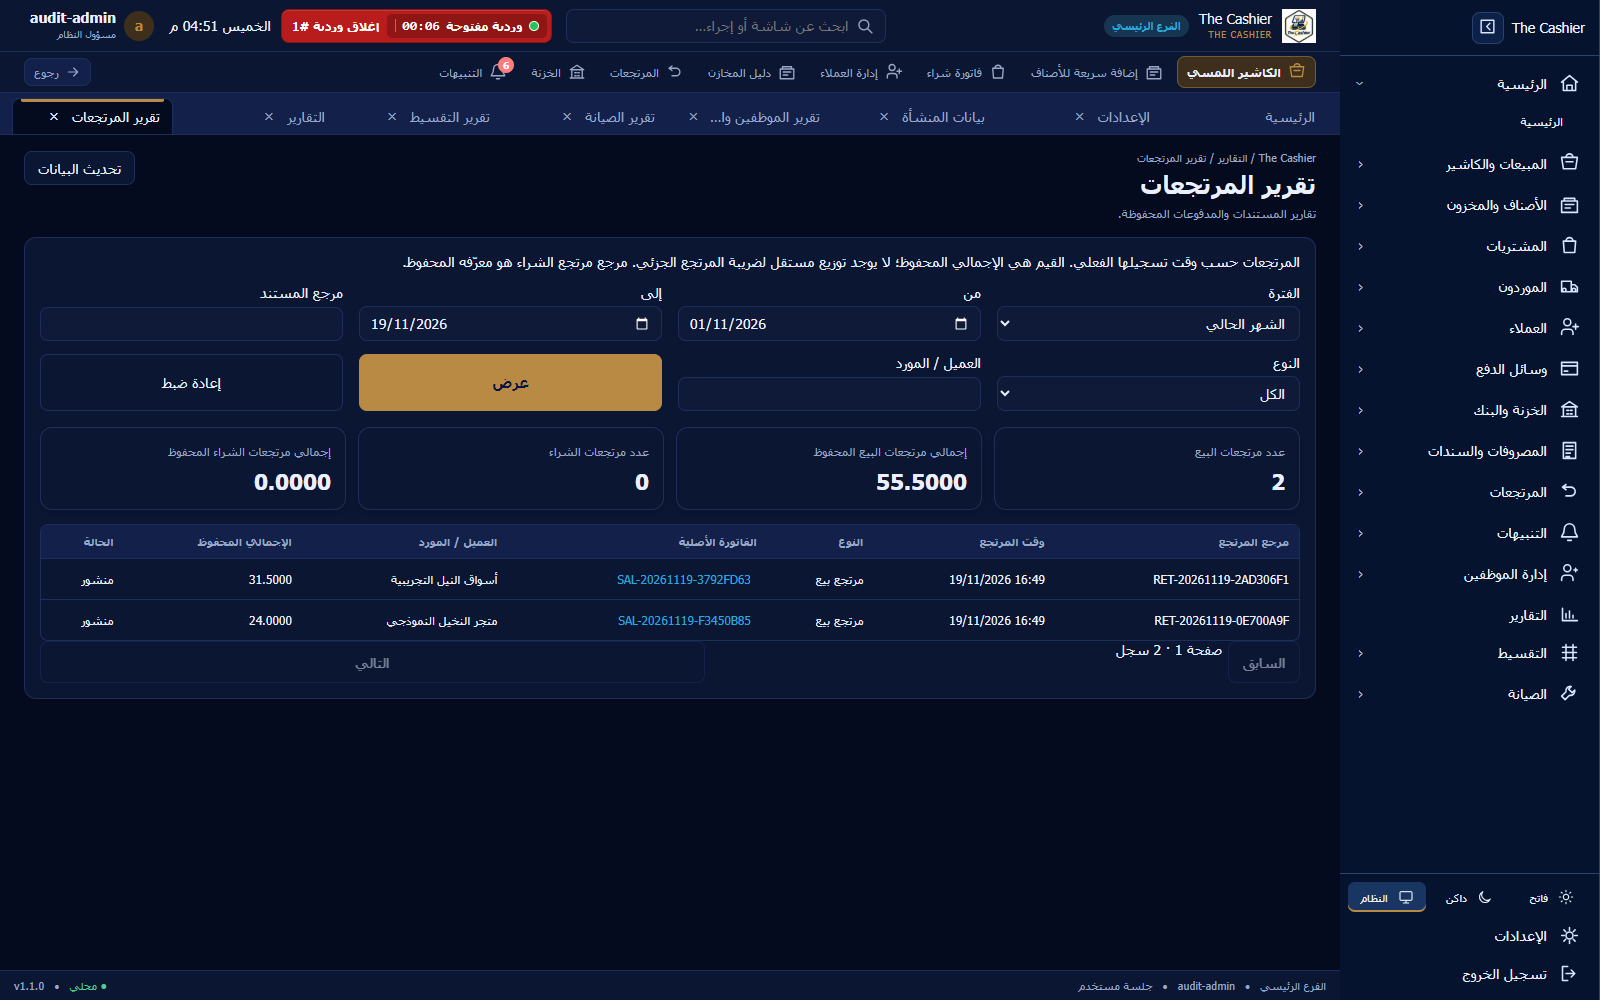 The Cashier
الرئيسية
الرئيسية
المبيعات والكاشير
الأصناف والمخزون
المشتريات
الموردون
العملاء
وسائل الدفع
الخزنة والبنك
المصروفات والسندات
المرتجعات
التنبيهات
إدارة الموظفين
التقارير
التقسيط
الصيانة
فاتح
داكن
النظام
الإعدادات
تسجيل الخروج
The Cashier
THE CASHIER
الفرع الرئيسي
ابحث عن شاشة أو إجراء...
وردية مفتوحة 00:06
إغلاق وردية #1
الخميس 04:51 م
a
audit-admin
مسؤول النظام
الكاشير اللمسي
إضافة سريعة للأصناف
فاتورة شراء
إدارة العملاء
دليل المخازن
المرتجعات
الخزنة
التنبيهات
6
رجوع
الرئيسية
الإعدادات ×
بيانات المنشأة ×
تقرير الموظفين وا... ×
تقرير الصيانة ×
تقرير التقسيط ×
التقارير ×
تقرير المرتجعات ×
The Cashier / التقارير / تقرير المرتجعات
تقرير المرتجعات
تقارير المستندات والمدفوعات المحفوظة.
تحديث البيانات
المرتجعات حسب وقت تسجيلها الفعلي. القيم هي الإجمالي المحفوظ؛ لا يوجد توزيع مستقل لضريبة المرتجع الجزئي. مرجع مرتجع الشراء هو معرّفه المحفوظ.
الفترة
من
إلى
مرجع المستند
الشهر الحالي
01/11/2026
19/11/2026
النوع
العميل / المورد
الكل
عرض
إعادة ضبط
عدد مرتجعات البيع
2
إجمالي مرتجعات البيع المحفوظ
55.5000
عدد مرتجعات الشراء
0
إجمالي مرتجعات الشراء المحفوظ
0.0000
مرجع المرتجع وقت المرتجع النوع الفاتورة الأصلية العميل / المورد الإجمالي المحفوظ الحالة
RET-20261119-2AD306F1 19/11/2026 16:49 مرتجع بيع SAL-20261119-3792FD63 أسواق النيل التجريبية 31.5000 منشور
RET-20261119-0E700A9F 19/11/2026 16:49 مرتجع بيع SAL-20261119-F3450B85 متجر النخيل النموذجي 24.0000 منشور
السابق
صفحة 1 · 2 سجل
التالي
الفرع الرئيسي • audit-admin • جلسة مستخدم
محلي • v1.1.0